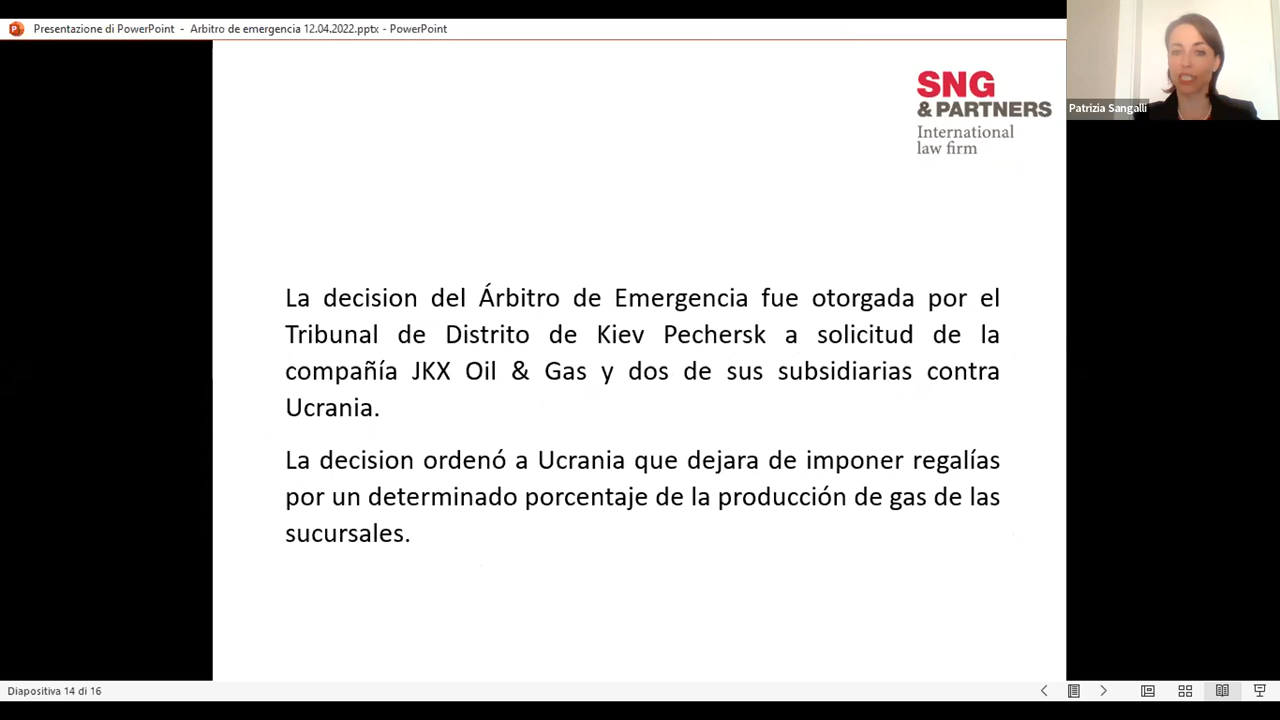 Presentazione di PowerPoint - Arbitro de emergencia 12.04.2022.pptx - PowerPoint
SNG
& PARTNERS
International
law firm
Patrizia Sangalli
La decision del Árbitro de Emergencia fue otorgada por el
Tribunal de Distrito de Kiev Pechersk a solicitud de la
compañía JKX Oil & Gas y dos de sus subsidiarias contra
Ucrania.
La decision ordenó a Ucrania que dejara de imponer regalías
por un determinado porcentaje de la producción de gas de las
sucursales.
Diapositiva 14 di 16